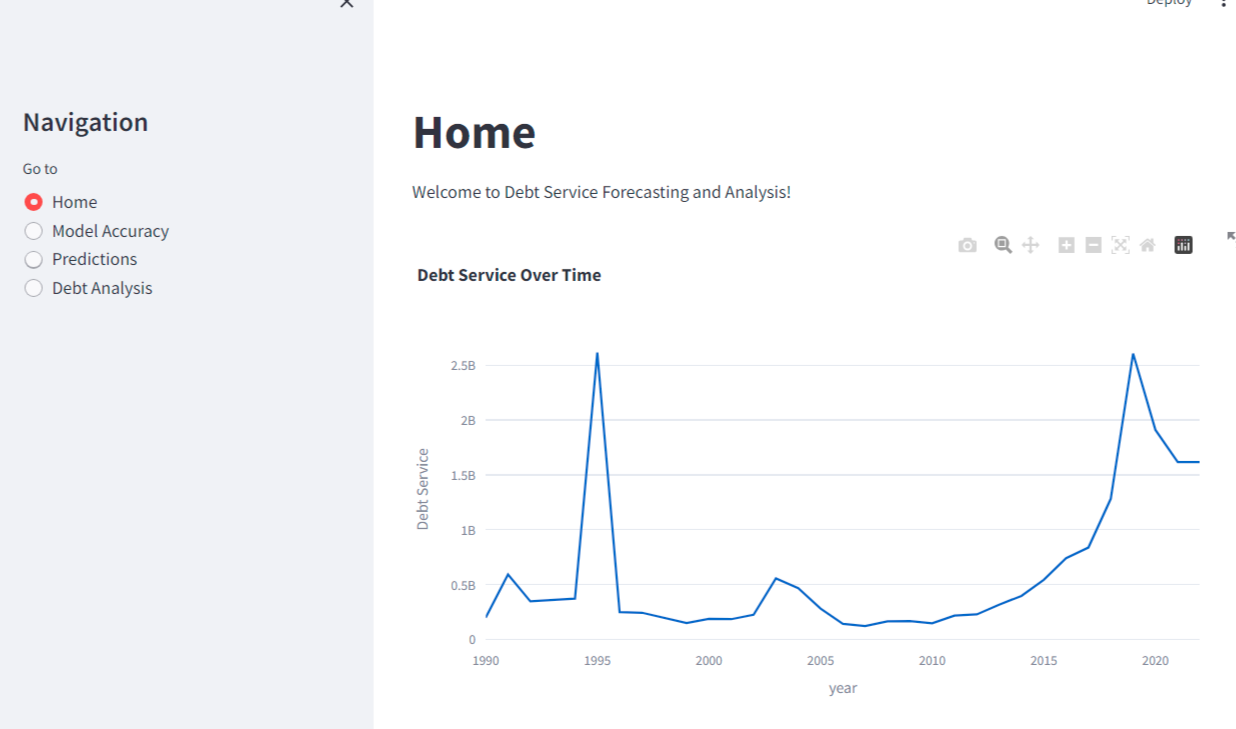 Deploy
Navigation
Go to
Home
Model Accuracy
Predictions
Debt Analysis
Home
Welcome to Debt Service Forecasting and Analysis!
Debt Service Over Time
2.5B
2B
1.5B
1B
0.5B
0
Debt Service
1990 1995 2000 2005 2010 2015 2020
year